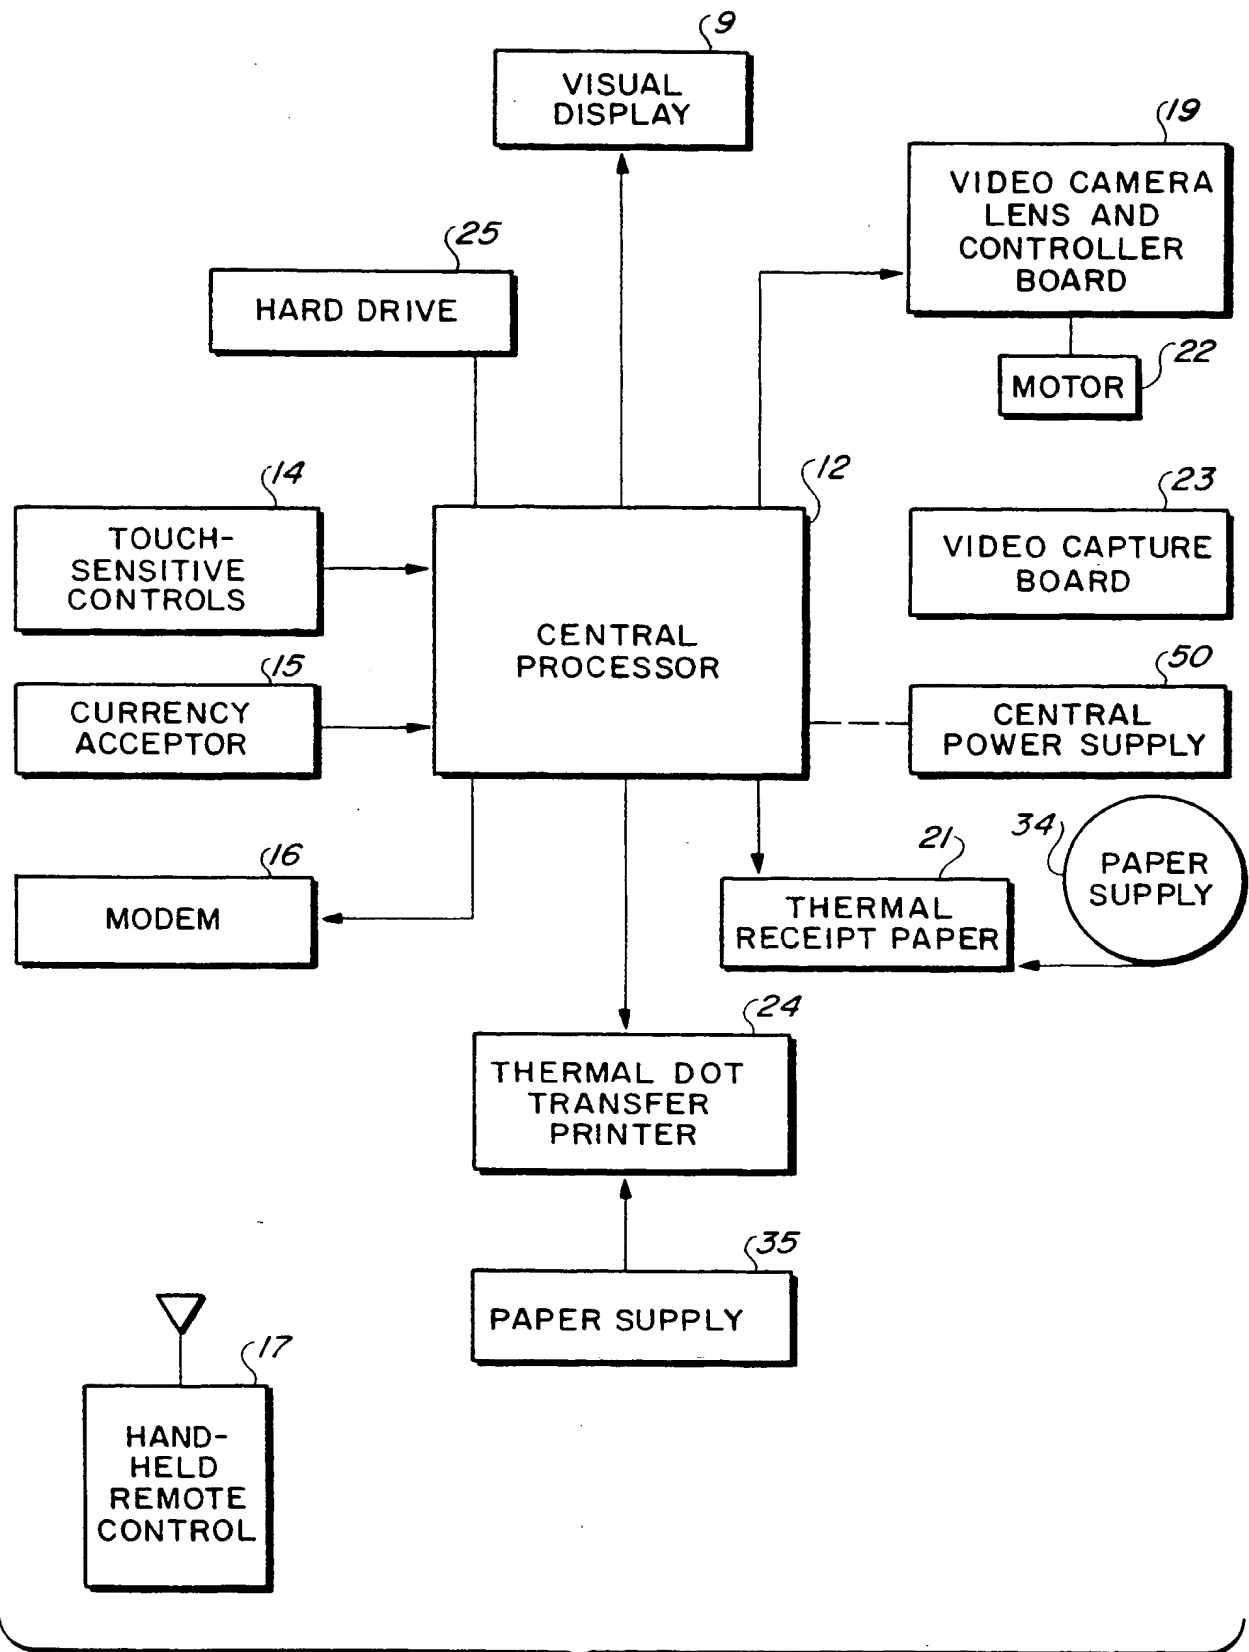 9
VISUAL
DISPLAY
19
VIDEO CAMERA
LENS AND
CONTROLLER
BOARD
25
HARD DRIVE
22
MOTOR
14
TOUCH-
SENSITIVE
CONTROLS
12
CENTRAL
PROCESSOR
23
VIDEO CAPTURE
BOARD
15
CURRENCY
ACCEPTOR
50
CENTRAL
POWER SUPPLY
16
MODEM
21
THERMAL
RECEIPT PAPER
34
PAPER
SUPPLY
24
THERMAL DOT
TRANSFER
PRINTER
35
PAPER SUPPLY
17
HAND-
HELD
REMOTE
CONTROL